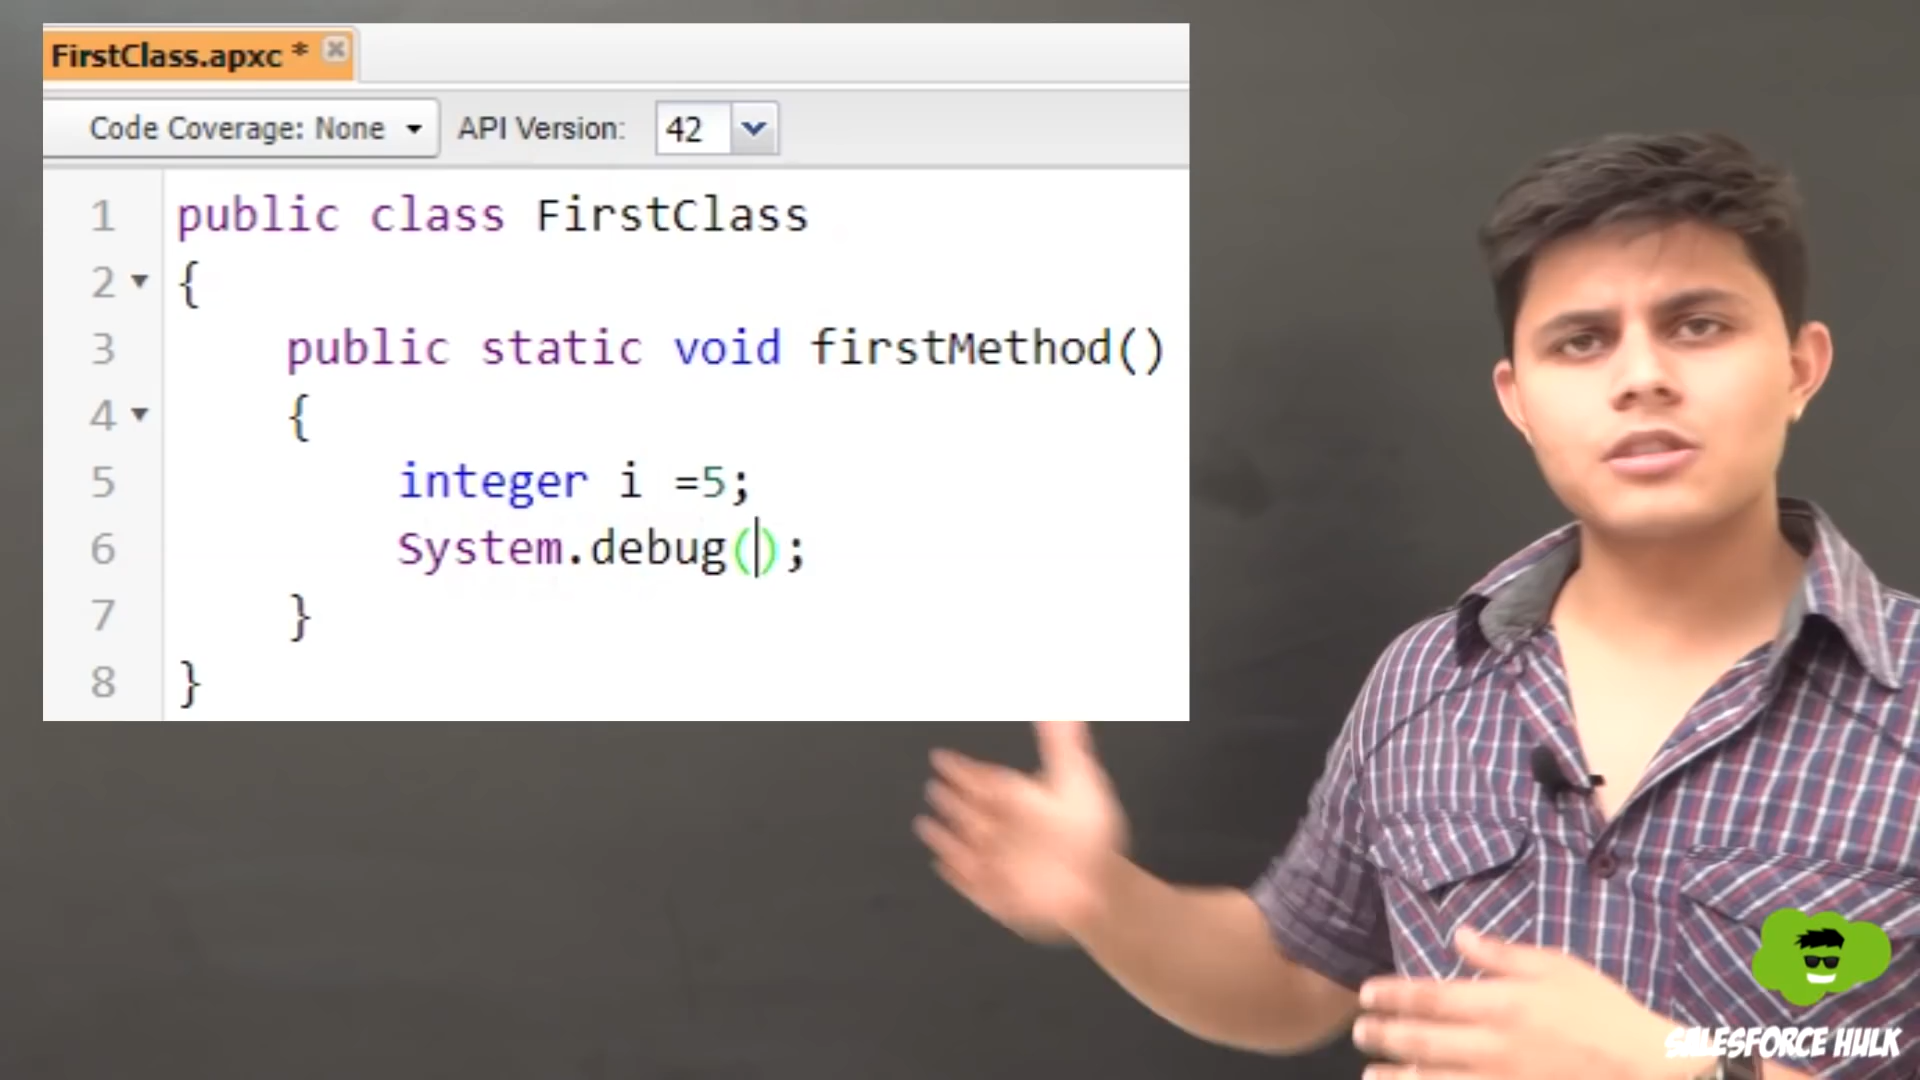 FirstClass.apxc *
Code Coverage: None API Version: 42
1 public class FirstClass
2 {
3 public static void firstMethod()
4 {
5 integer i =5;
6 System.debug();
7 }
8 }
SALESFORCE HULK